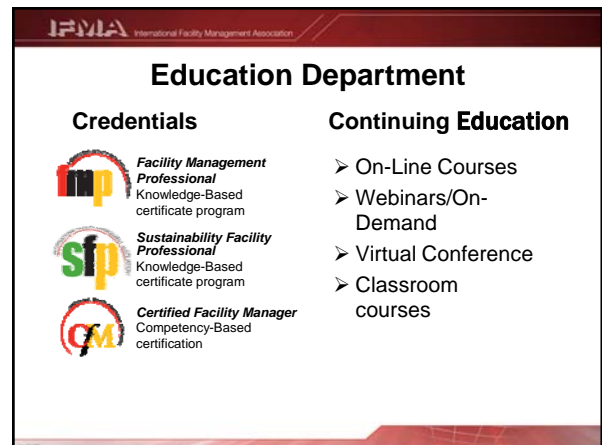 IFMA International Facility Management Association
Education Department
Credentials
fmp
Facility Management
Professional
Knowledge-Based
certificate program
sfp
Sustainability Facility
Professional
Knowledge-Based
certificate program
CfM
Certified Facility Manager
Competency-Based
certification
Continuing Education
➢ On-Line Courses
➢ Webinars/On-
Demand
➢ Virtual Conference
➢ Classroom
courses